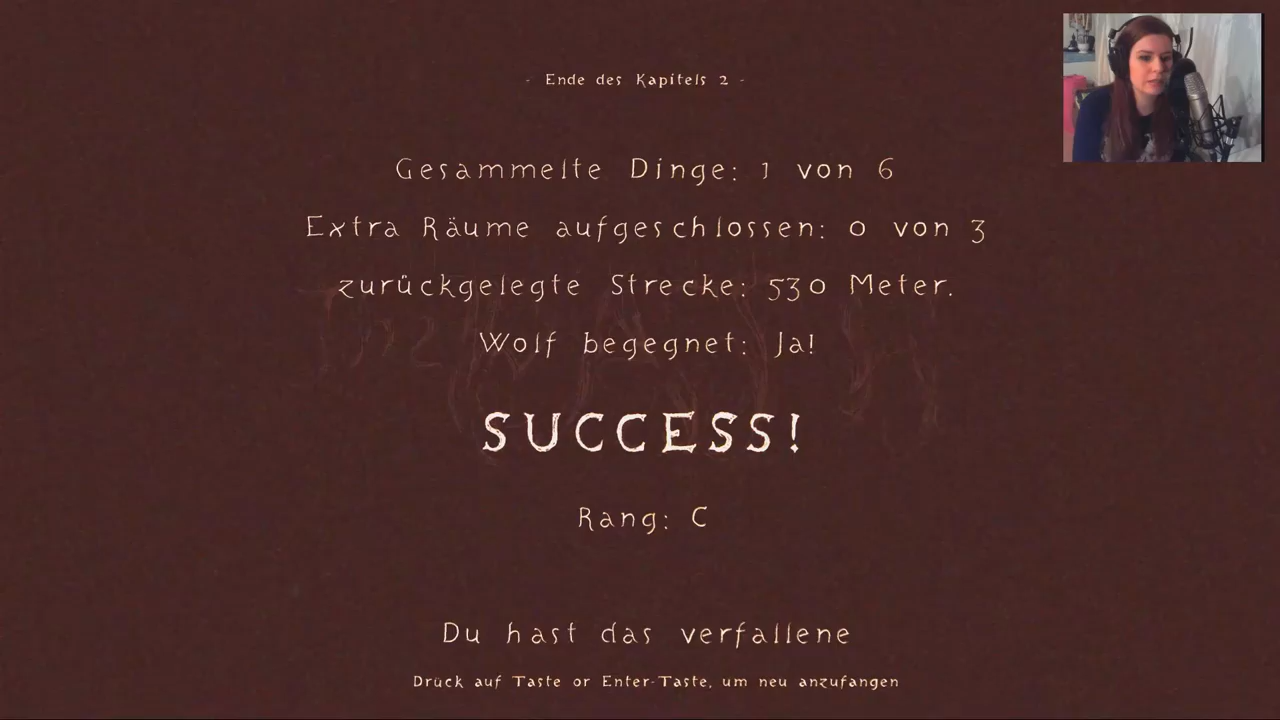 - Ende des Kapitels 2 -
Gesammelte Dinge: 1 von 6
Extra Räume aufgeschlossen: 0 von 3
zurückgelegte Strecke: 530 Meter.
Wolf begegnet: Ja!
SUCCESS!
Rang: C
Du hast das verfallene
Drück auf Taste or Enter-Taste, um neu anzufangen